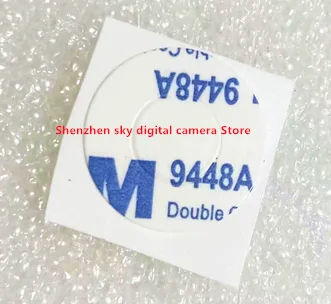 9448A
Shenzhen sky digital camera Store
M 9448A
Double